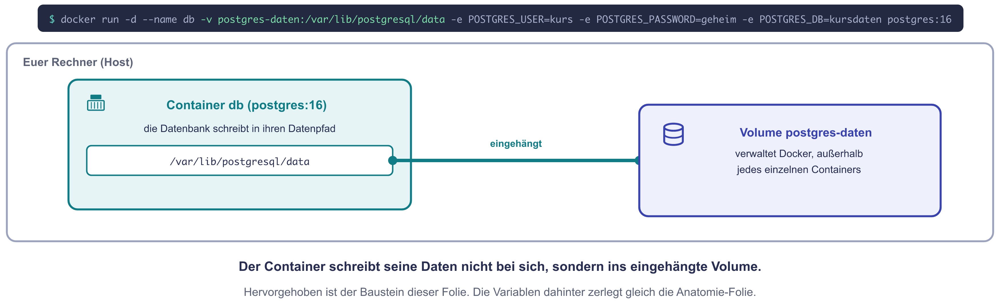 $ docker run -d --name db -v postgres-daten:/var/lib/postgresql/data -e POSTGRES_USER=kurs -e POSTGRES_PASSWORD=geheim -e POSTGRES_DB=kursdaten postgres:16
Euer Rechner (Host)
Container db (postgres:16)
die Datenbank schreibt in ihren Datenpfad
/var/lib/postgresql/data
eingehängt
Volume postgres-daten
verwaltet Docker, außerhalb
jedes einzelnen Containers
Der Container schreibt seine Daten nicht bei sich, sondern ins eingehängte Volume.
Hervorgehoben ist der Baustein dieser Folie. Die Variablen dahinter zerlegt gleich die Anatomie-Folie.